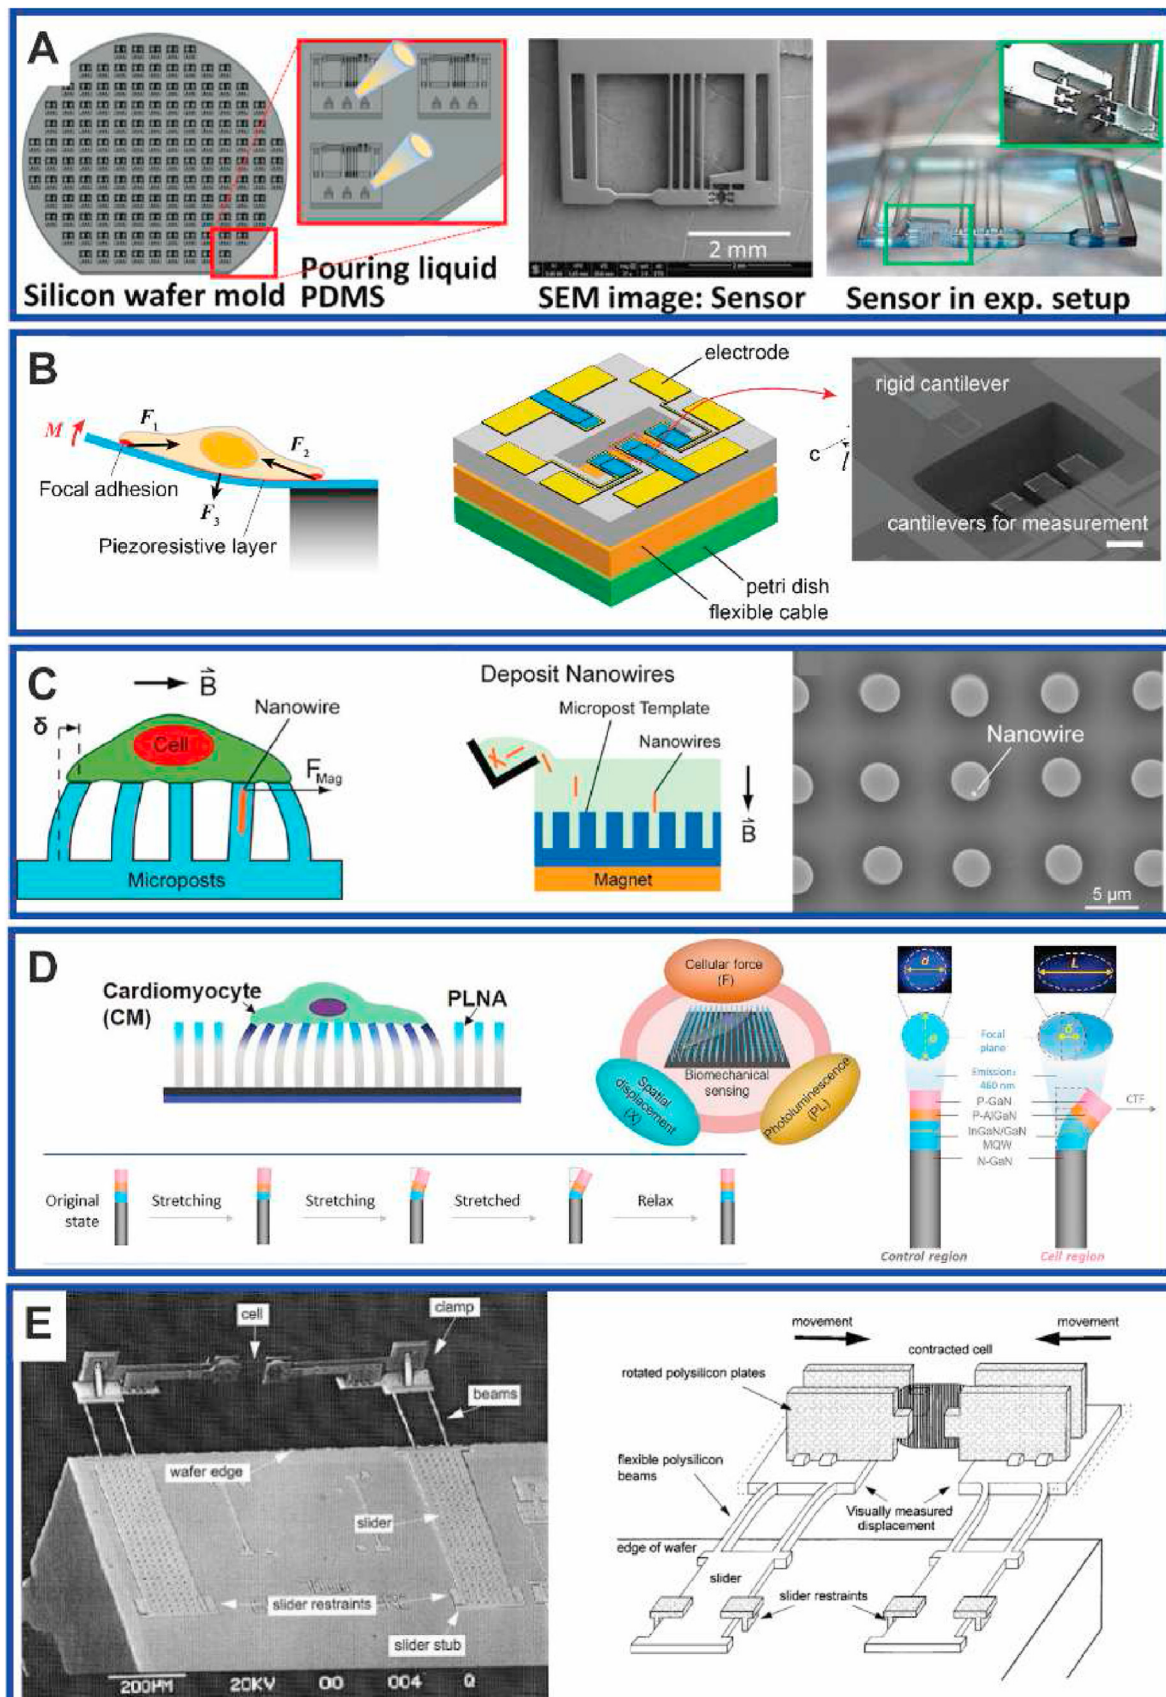 A
Silicon wafer mold
Pouring liquid
PDMS
2 mm
SEM image: Sensor
Sensor in exp. setup
B
M
F1
F2
F3
Focal adhesion
Piezoresistive layer
electrode
petri dish
flexible cable
c
l
rigid cantilever
cantilevers for measurement
C
B
δ
Nanowire
Cell
FMag
Microposts
Deposit Nanowires
Micropost Template
Nanowires
B
Magnet
Nanowire
5 μm
D
Cardiomyocyte
(CM)
PLNA
Cellular force
(F)
Biomechanical
sensing
Spatial
displacement
(X)
Photoluminescence
(PL)
Original
state
Stretching
Stretching
Stretched
Relax
d
L
d
δ
Focal
plane
Emission:
460 nm
P-GaN
P-AlGaN
InGaN/GaN
MQW
N-GaN
CTF
Control region
Cell region
E
cell
clamp
beams
wafer edge
slider
slider restraints
slider stub
200μM 20KV 00 004 Q
movement
movement
contracted cell
rotated polysilicon plates
flexible polysilicon
beams
Visually measured
displacement
edge of wafer
slider
slider restraints